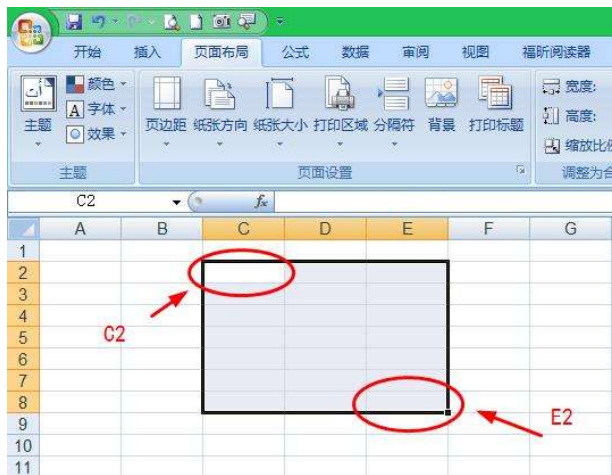 开始 插入 页面布局 公式 数据 审阅 视图 福昕阅读器
颜色 宽度:
A 字体 高度:
主题 效果 页边距 纸张方向 纸张大小 打印区域 分隔符 背景 打印标题 缩放比例
主题 页面设置 调整为合
C2 fx
A B C D E F G
1
2
3
4
C2
5
6
7
8
E2
9
10
11